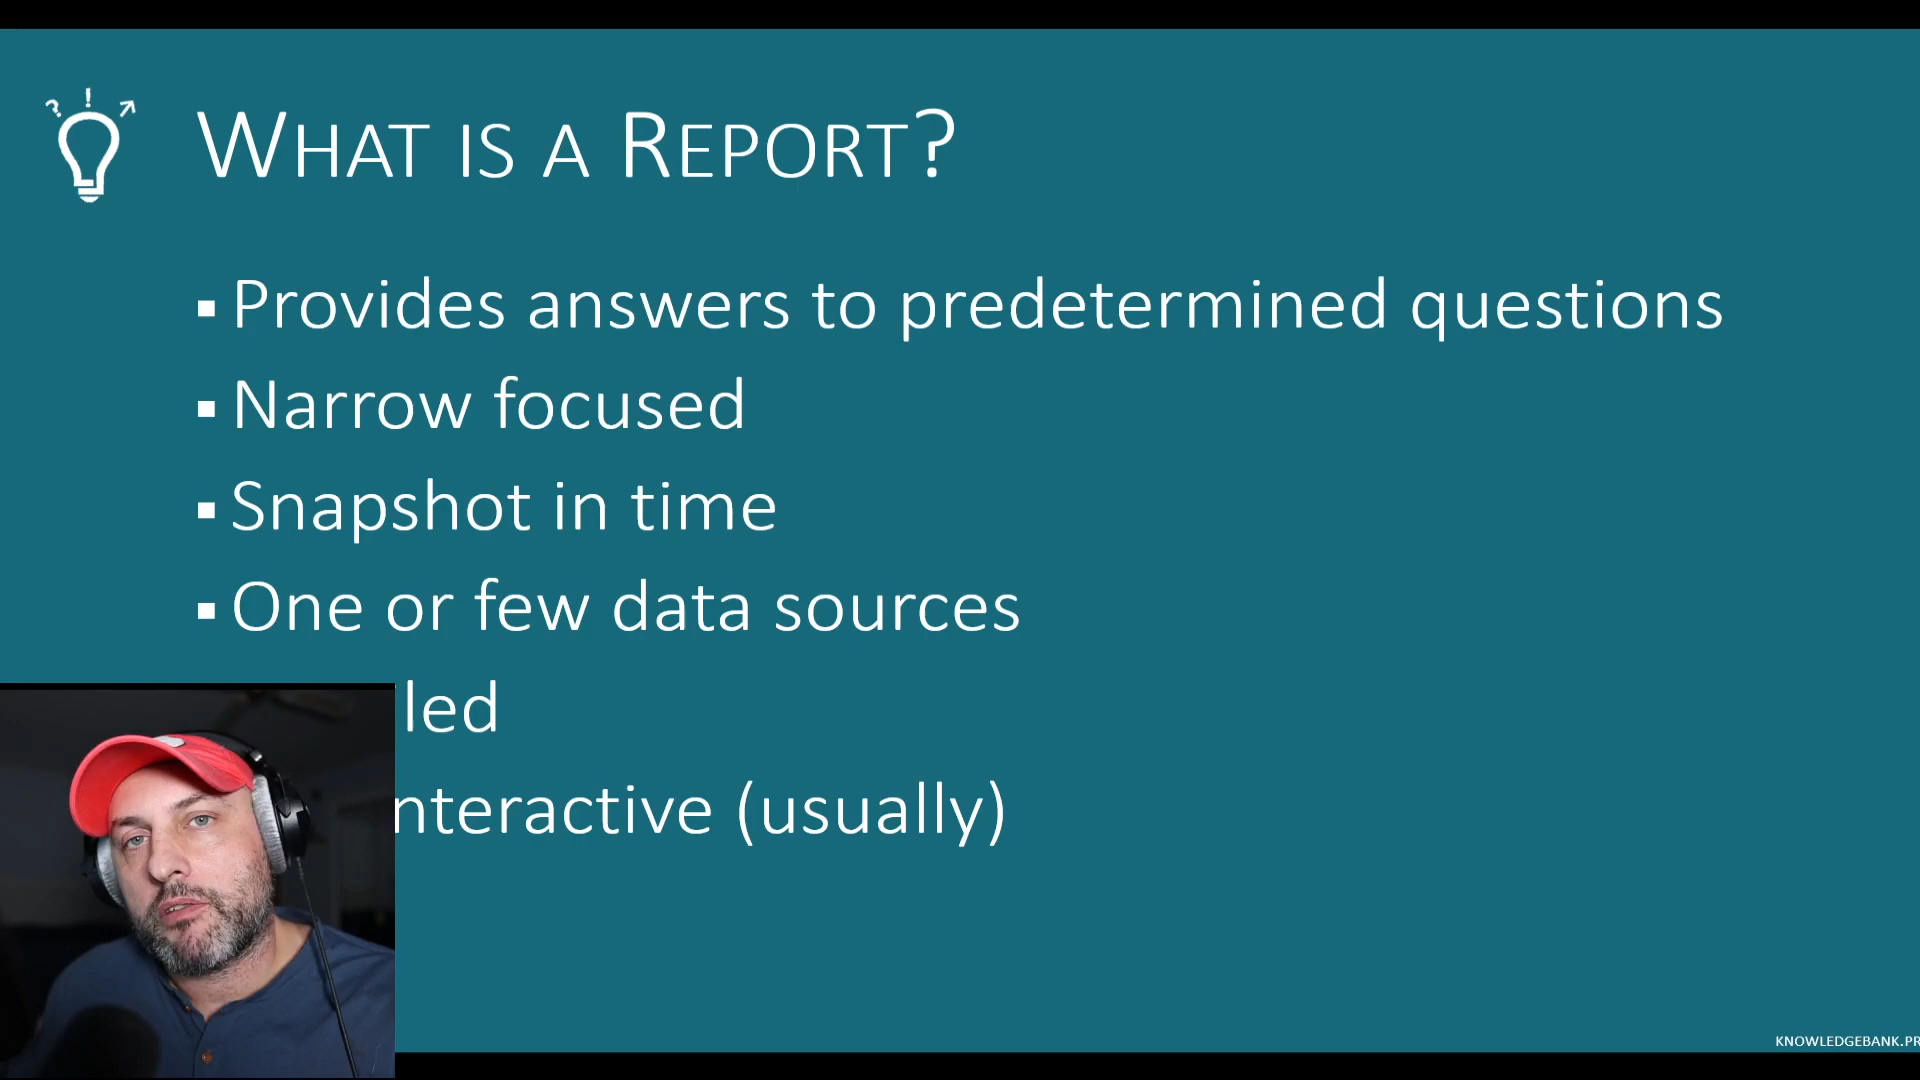 What is a Report?
Provides answers to predetermined questions
Narrow focused
Snapshot in time
One or few data sources
led
nteractive (usually)
KNOWLEDGEBANK.PR